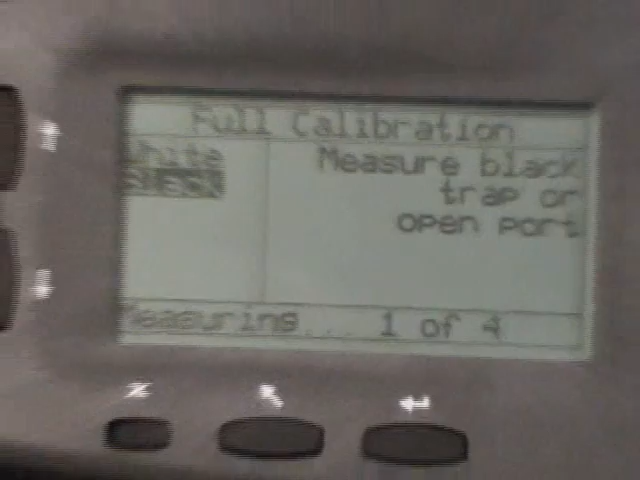 Full Calibration
White
Measure black
trap or
open port
Measuring... 1 of 4